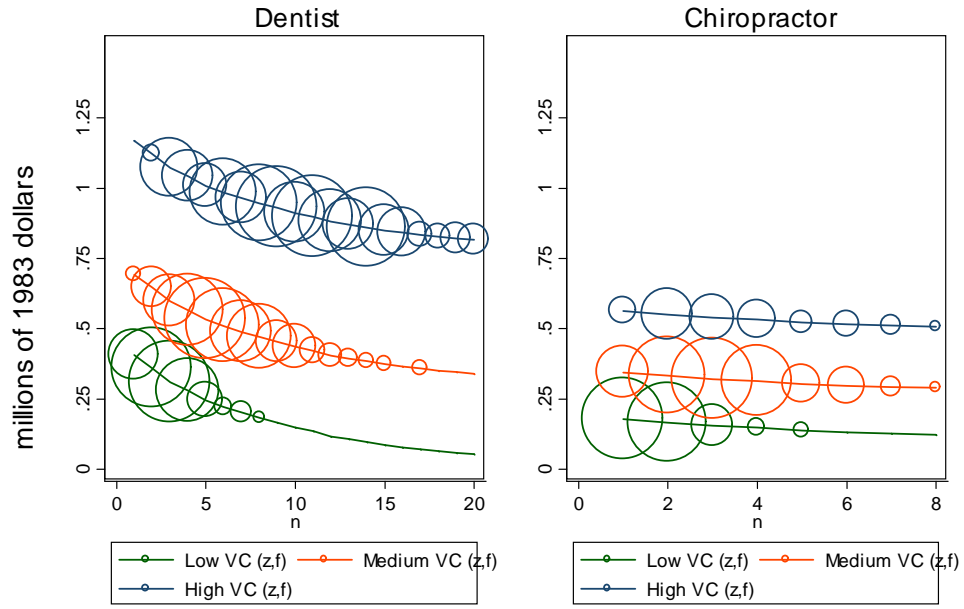 Dentist
Chiropractor
millions of 1983 dollars
1.25
1
.75
.5
.25
0
0 5 10 15 20
n
1.25
1
.75
.5
.25
0
0 2 4 6 8
n
Low VC (z,f) Medium VC (z,f)
High VC (z,f)
Low VC (z,f) Medium VC (z,f)
High VC (z,f)